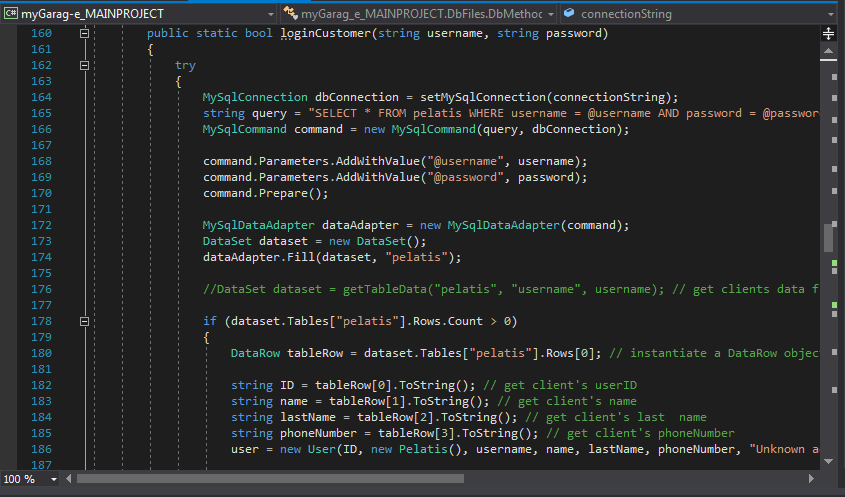 C# myGarag-e_MAINPROJECT myGarag_e_MAINPROJECT.DbFiles.DbMethoc connectionString
160 public static bool loginCustomer(string username, string password)
161 {
162 try
163 {
164 MySqlConnection dbConnection = setMySqlConnection(connectionString);
165 string query = "SELECT * FROM pelatis WHERE username = @username AND password = @passwor
166 MySqlCommand command = new MySqlCommand(query, dbConnection);
167
168 command.Parameters.AddWithValue("@username", username);
169 command.Parameters.AddWithValue("@password", password);
170 command.Prepare();
171
172 MySqlDataAdapter dataAdapter = new MySqlDataAdapter(command);
173 DataSet dataset = new DataSet();
174 dataAdapter.Fill(dataset, "pelatis");
175
176 //DataSet dataset = getTableData("pelatis", "username", username); // get clients data f
177
178 if (dataset.Tables["pelatis"].Rows.Count > 0)
179 {
180 DataRow tableRow = dataset.Tables["pelatis"].Rows[0]; // instantiate a DataRow objec
181
182 string ID = tableRow[0].ToString(); // get client's userID
183 string name = tableRow[1].ToString(); // get client's name
184 string lastName = tableRow[2].ToString(); // get client's last  name
185 string phoneNumber = tableRow[3].ToString(); // get client's phoneNumber
186 user = new User(ID, new Pelatis(), username, name, lastName, phoneNumber, "Unknown a
187
100 %